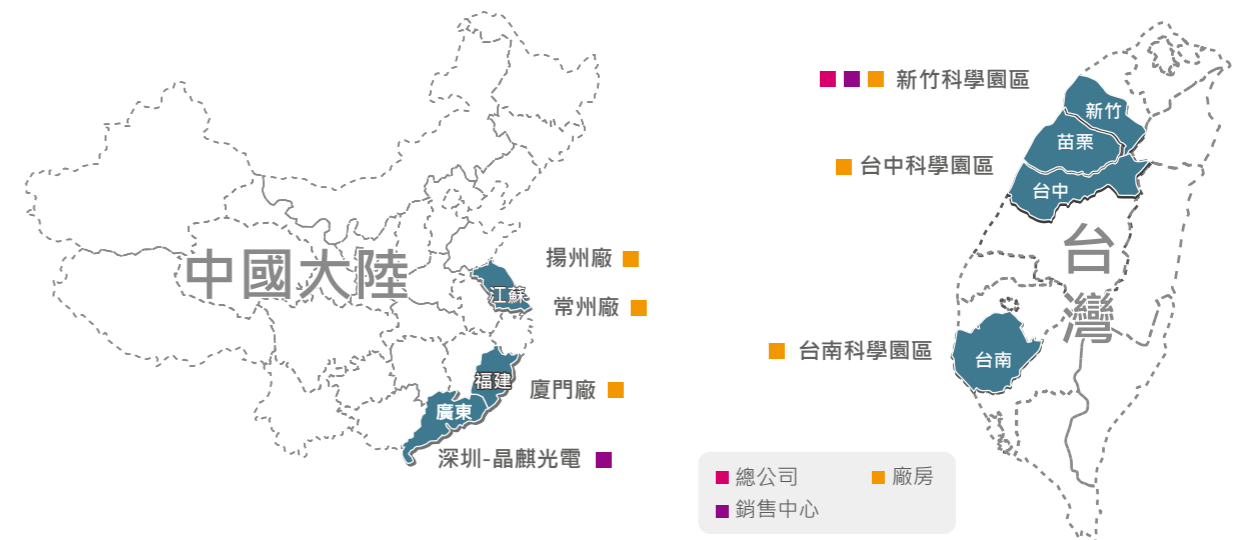 中國大陸
江蘇
福建
廣東
揚州廠
常州廠
廈門廠
深圳-晶麒光電
新竹科學園區
台中科學園區
台南科學園區
新竹
苗栗
台中
台南
台
灣
總公司
廠房
銷售中心